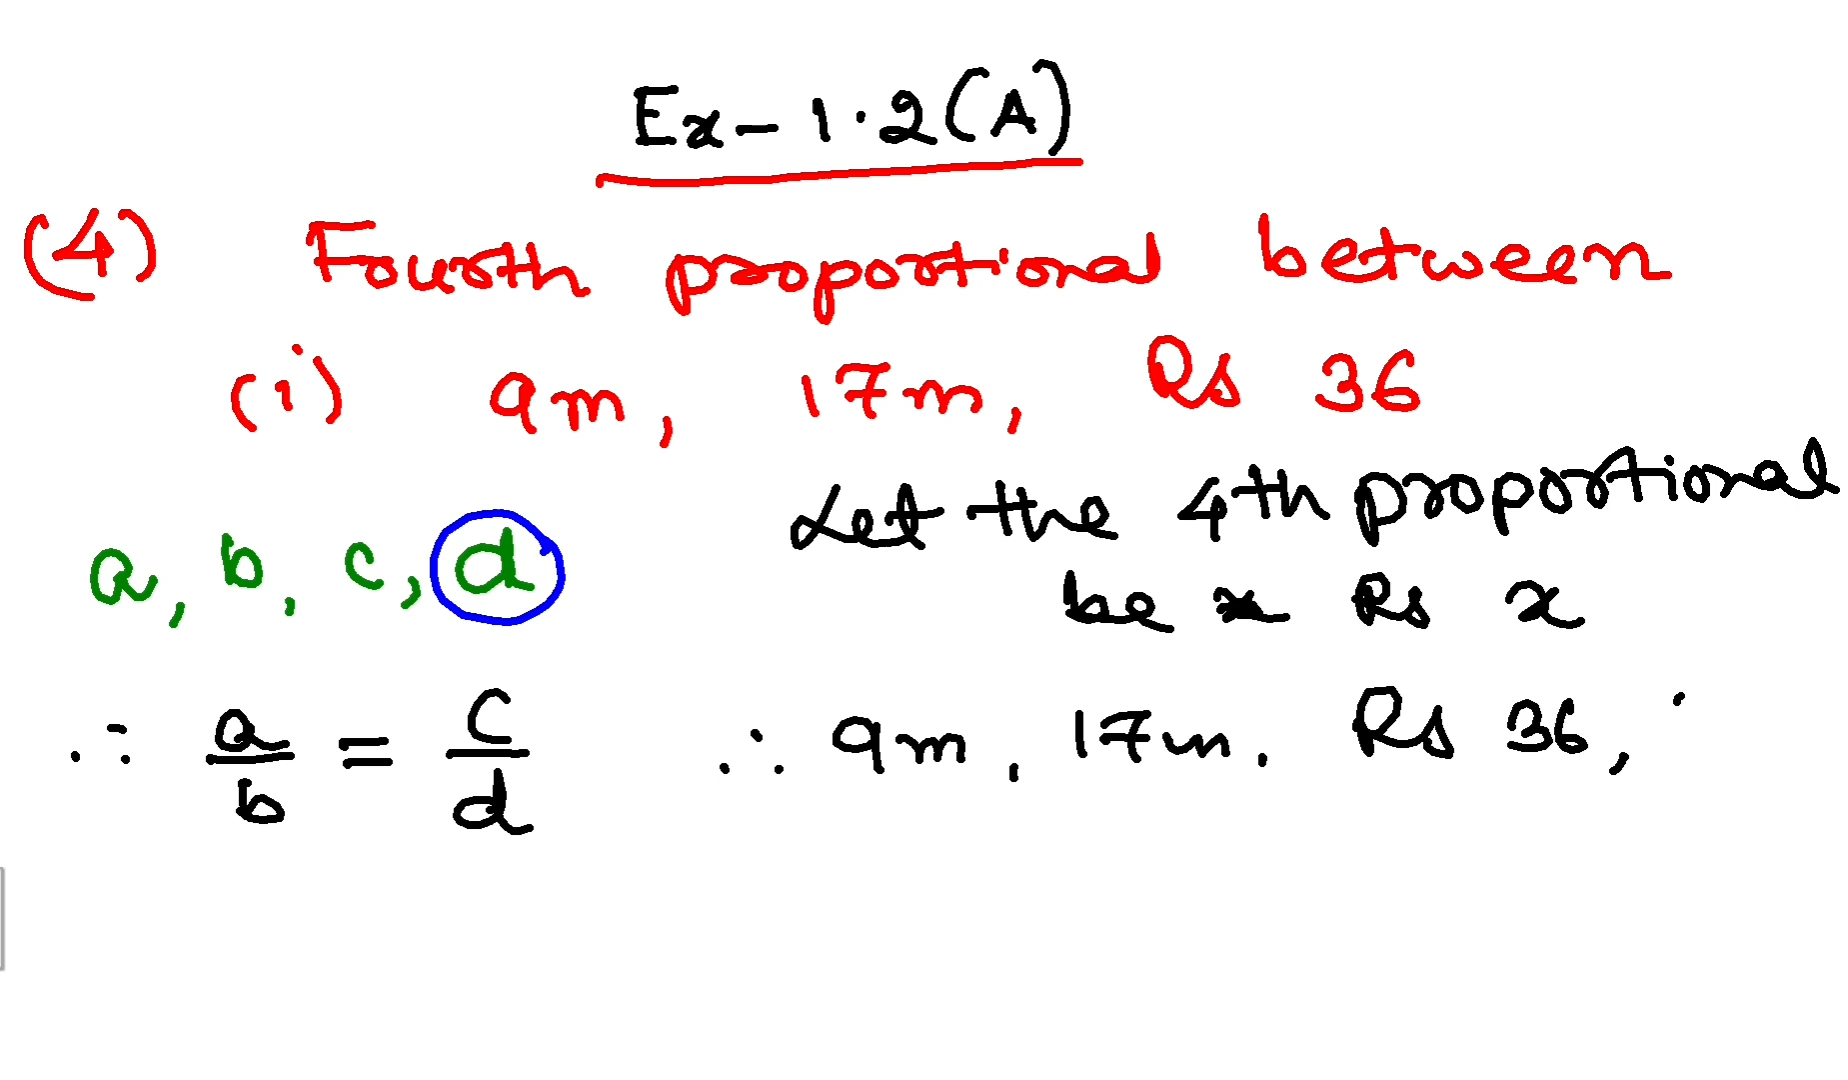 Ex - 1.2 (A)
(4) Fourth proportional between
(i) 9m, 17m, Rs 36
Let the 4th proportional
a, b, c, d
be x Rs x
∴ a/b = c/d ∴ 9m, 17m, Rs 36,